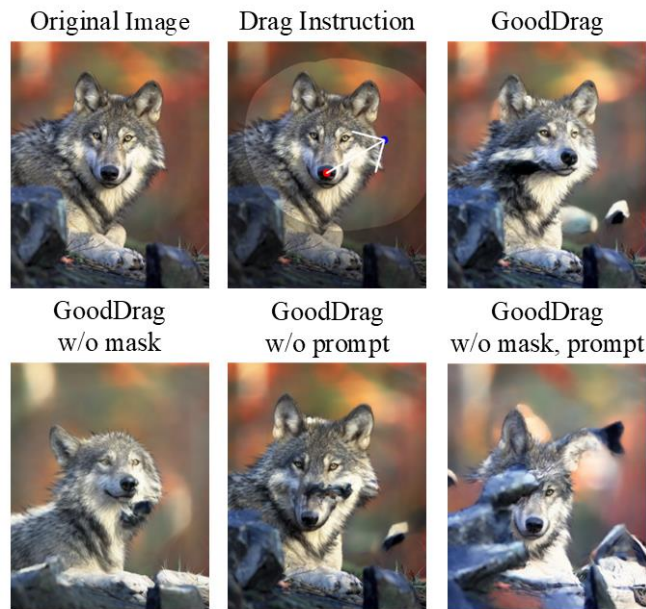 Original Image
Drag Instruction
GoodDrag
GoodDrag
w/o mask
GoodDrag
w/o prompt
GoodDrag
w/o mask, prompt